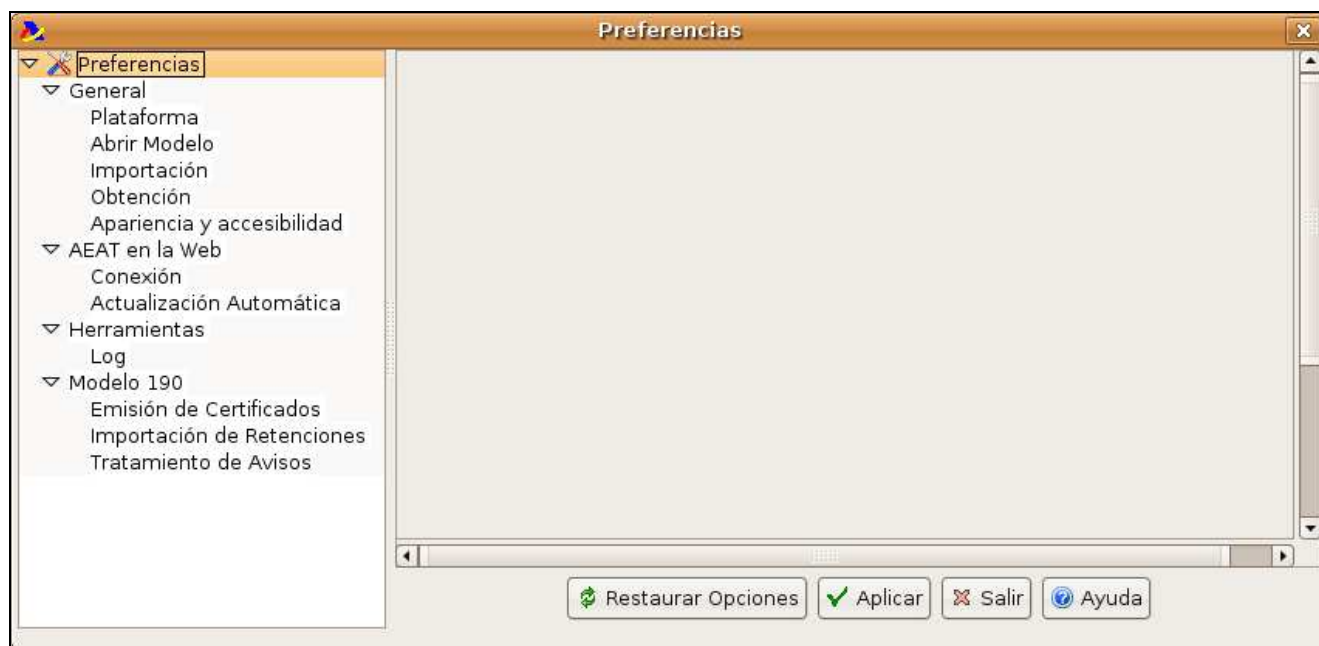 Preferencias
Preferencias
General
Plataforma
Abrir Modelo
Importación
Obtención
Apariencia y accesibilidad
AEAT en la Web
Conexión
Actualización Automática
Herramientas
Log
Modelo 190
Emisión de Certificados
Importación de Retenciones
Tratamiento de Avisos
Restaurar Opciones Aplicar Salir Ayuda